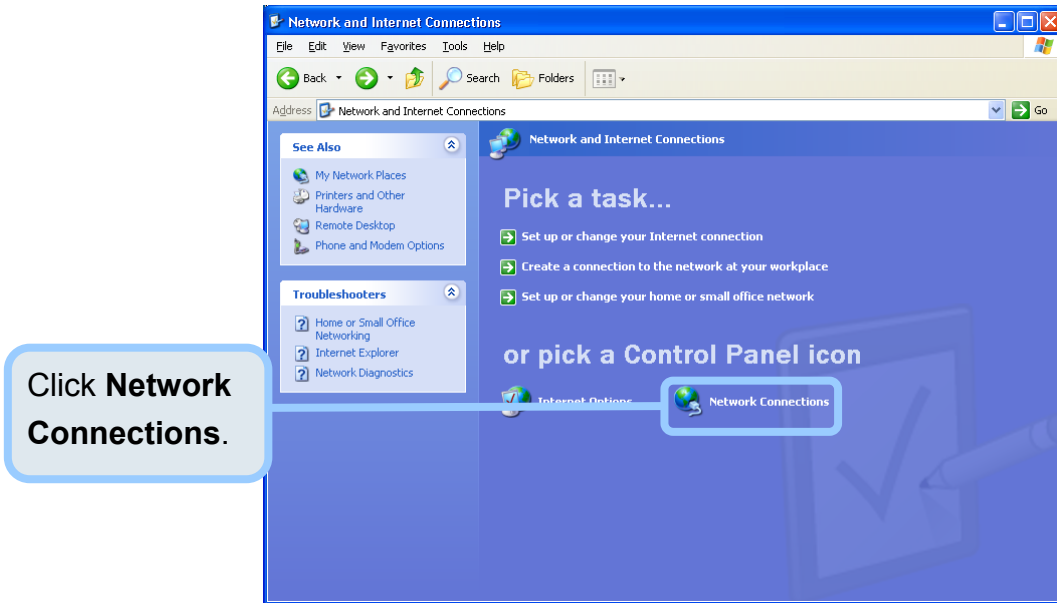 Network and Internet Connections
File Edit View Favorites Tools Help
Back Search Folders
Address Network and Internet Connections Go
See Also
My Network Places
Printers and Other
Hardware
Remote Desktop
Phone and Modem Options
Troubleshooters
Home or Small Office
Networking
Internet Explorer
Network Diagnostics
Network and Internet Connections
Pick a task...
Set up or change your Internet connection
Create a connection to the network at your workplace
Set up or change your home or small office network
or pick a Control Panel icon
Internet Options Network Connections
Click Network
Connections.